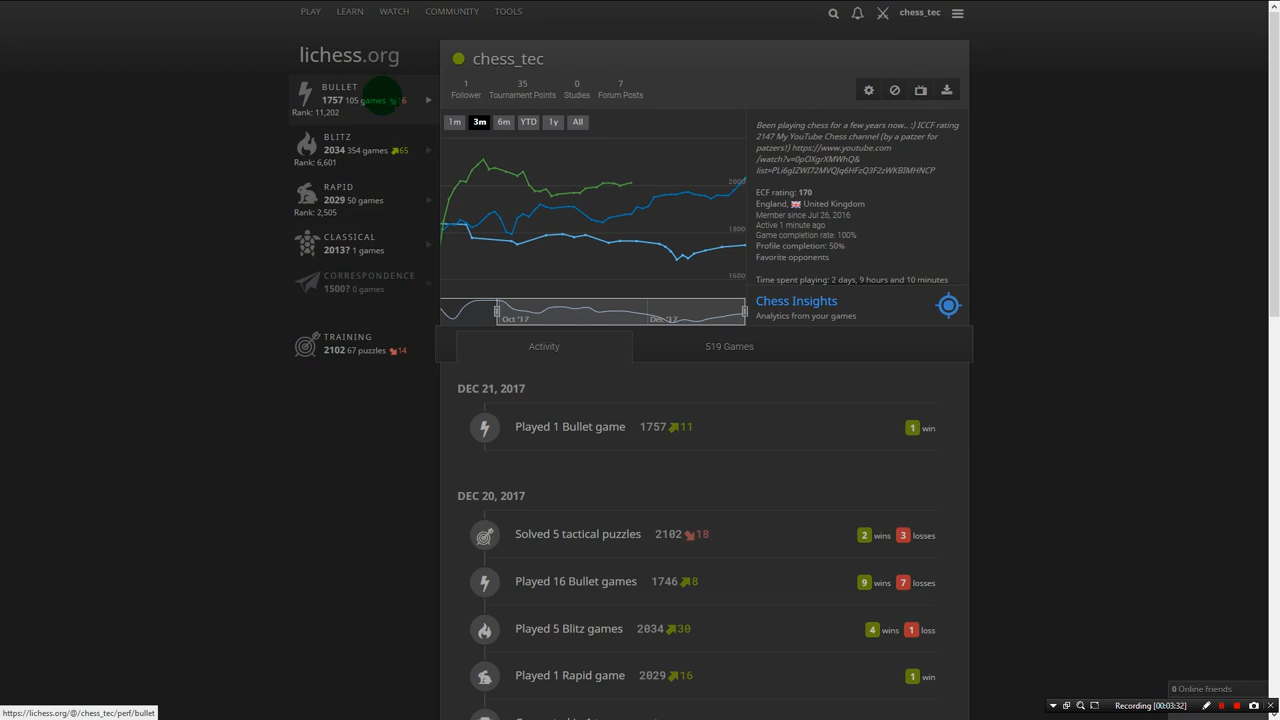 PLAY LEARN WATCH COMMUNITY TOOLS
chess_tec
lichess.org
BULLET
1757 105 games 6
Rank: 11,202
BLITZ
2034 354 games 65
Rank: 6,601
RAPID
2029 50 games
Rank: 2,505
CLASSICAL
2013? 1 games
CORRESPONDENCE
1500? 0 games
TRAINING
2102 67 puzzles 14
chess_tec
1 35 0 7
Follower Tournament Points Studies Forum Posts
1m 3m 6m YTD 1y All
2000
1800
1600
Oct '17 Dec '17
Been playing chess for a few years now.. :) ICCF rating
2147 My YouTube Chess channel (by a patzer for
patzers!) https://www.youtube.com
/watch?v=0pOXgrXMWhQ&
list=PLi6gIZWI72MVQJq6HFzQ3F2zWKBIMHNCP
ECF rating: 170
England, United Kingdom
Member since Jul 26, 2016
Active 1 minute ago
Game completion rate: 100%
Profile completion: 50%
Favorite opponents
Time spent playing: 2 days, 9 hours and 10 minutes
Chess Insights
Analytics from your games
Activity 519 Games
DEC 21, 2017
Played 1 Bullet game 1757 11 1 win
DEC 20, 2017
Solved 5 tactical puzzles 2102 18 2 wins 3 losses
Played 16 Bullet games 1746 8 9 wins 7 losses
Played 5 Blitz games 2034 30 4 wins 1 loss
Played 1 Rapid game 2029 16 1 win
0 Online friends
https://lichess.org/@/chess_tec/perf/bullet
Recording [00:03:32]